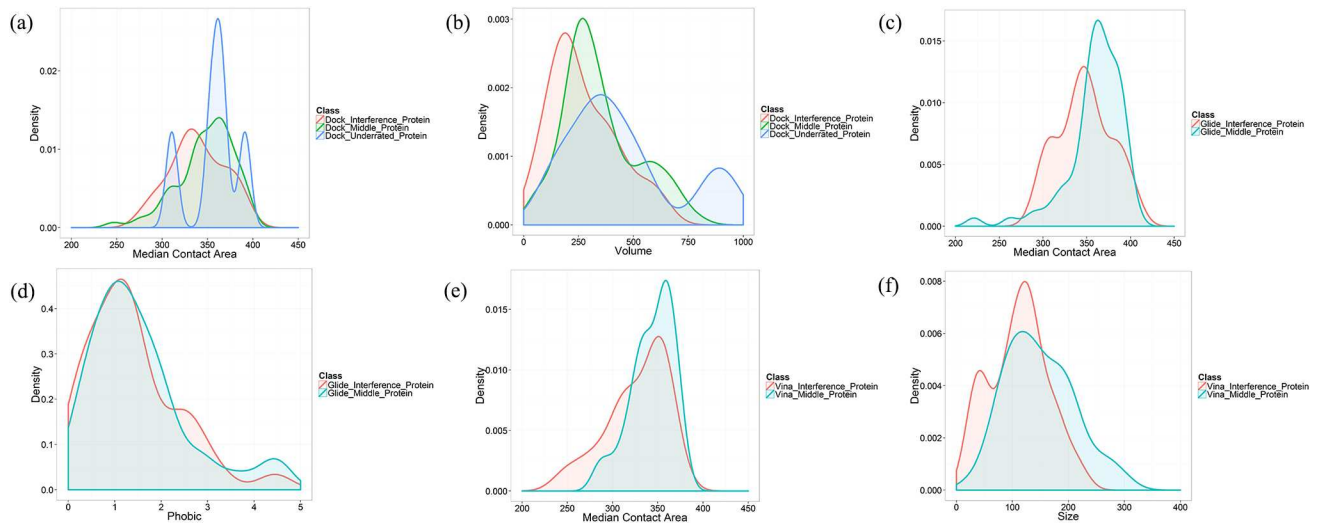 (a)
Density
0.02
0.01
0.00
200 250 300 350 400 450
Median Contact Area
Class
Dock_Interference_Protein
Dock_Middle_Protein
Dock_Underrated_Protein
(b)
Density
0.003
0.002
0.001
0.000
0 250 500 750 1000
Volume
Class
Dock_Interference_Protein
Dock_Middle_Protein
Dock_Underrated_Protein
(c)
Density
0.015
0.010
0.005
0.000
200 250 300 350 400 450
Median Contact Area
Class
Glide_Interference_Protein
Glide_Middle_Protein
(d)
Density
0.4
0.3
0.2
0.1
0.0
0 1 2 3 4 5
Phobic
Class
Glide_Interference_Protein
Glide_Middle_Protein
(e)
Density
0.015
0.010
0.005
0.000
200 250 300 350 400 450
Median Contact Area
Class
Vina_Interference_Protein
Vina_Middle_Protein
(f)
Density
0.008
0.006
0.004
0.002
0.000
0 100 200 300 400
Size
Class
Vina_Interference_Protein
Vina_Middle_Protein